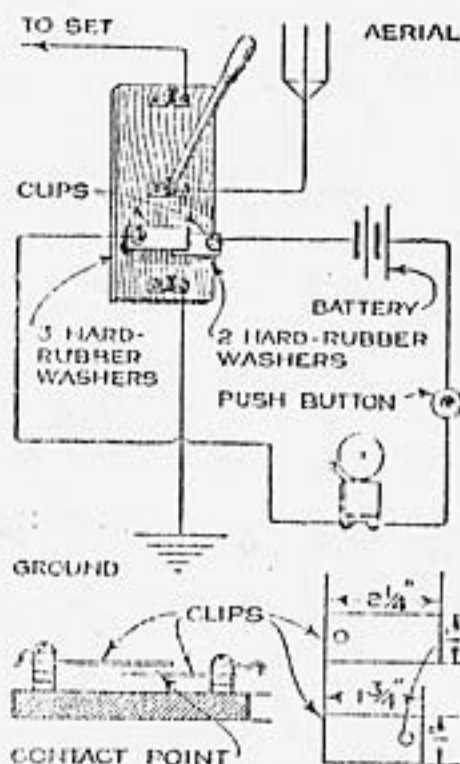 TO SET
AERIAL
CLIPS
3 HARD-
RUBBER
WASHERS
2 HARD-RUBBER
WASHERS
BATTERY
PUSH BUTTON
GROUND
CLIPS
2¼"
1¾"
CONTACT POINT